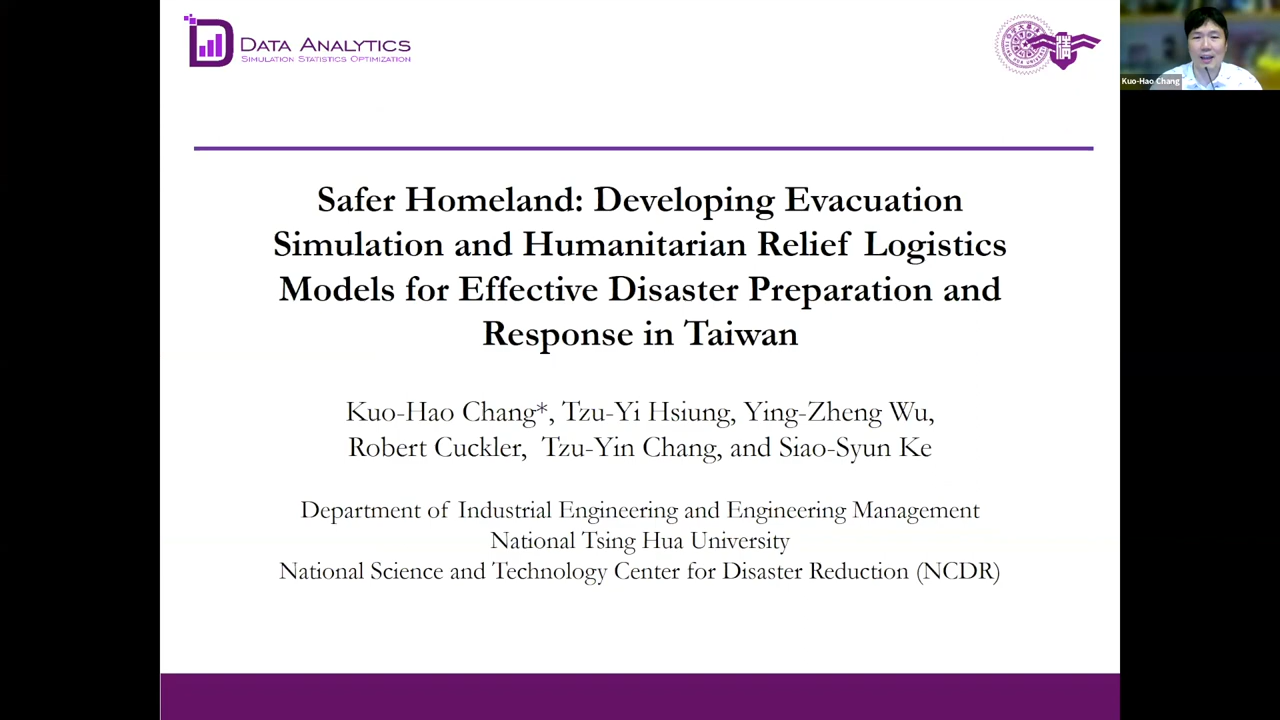 DATA ANALYTICS
SIMULATION STATISTICS OPTIMIZATION
Kuo-Hao Chang
Safer Homeland: Developing Evacuation
Simulation and Humanitarian Relief Logistics
Models for Effective Disaster Preparation and
Response in Taiwan
Kuo-Hao Chang*, Tzu-Yi Hsiung, Ying-Zheng Wu,
Robert Cuckler, Tzu-Yin Chang, and Siao-Syun Ke
Department of Industrial Engineering and Engineering Management
National Tsing Hua University
National Science and Technology Center for Disaster Reduction (NCDR)